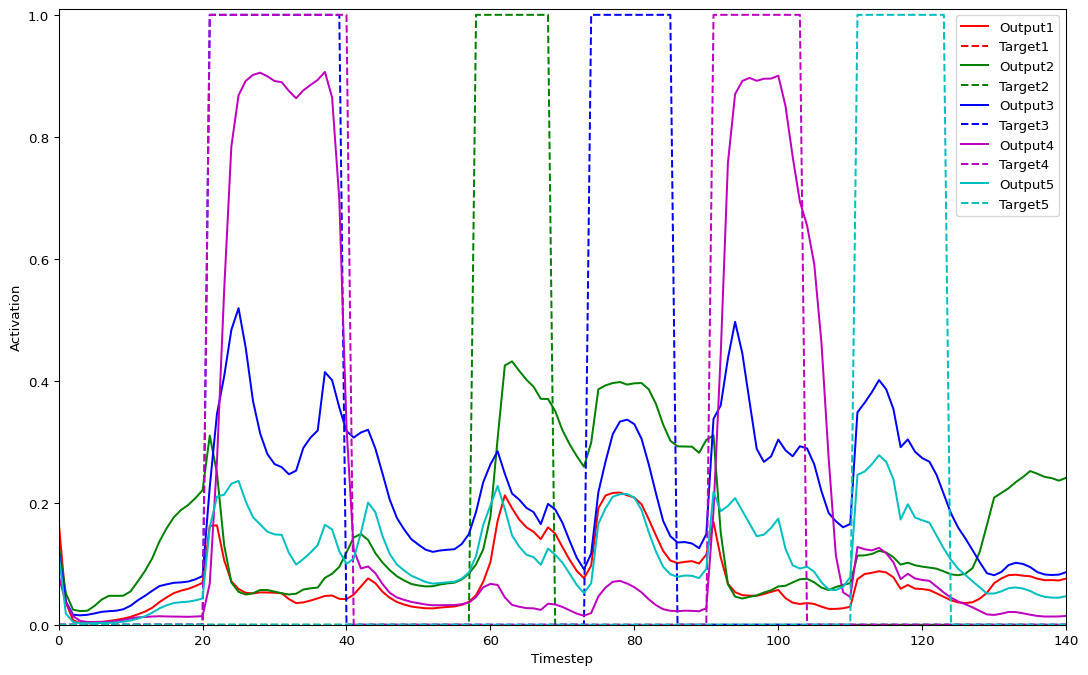 1.0
0.8
0.6
0.4
0.2
0.0
Activation
0 20 40 60 80 100 120 140
Timestep
Output1
Target1
Output2
Target2
Output3
Target3
Output4
Target4
Output5
Target5